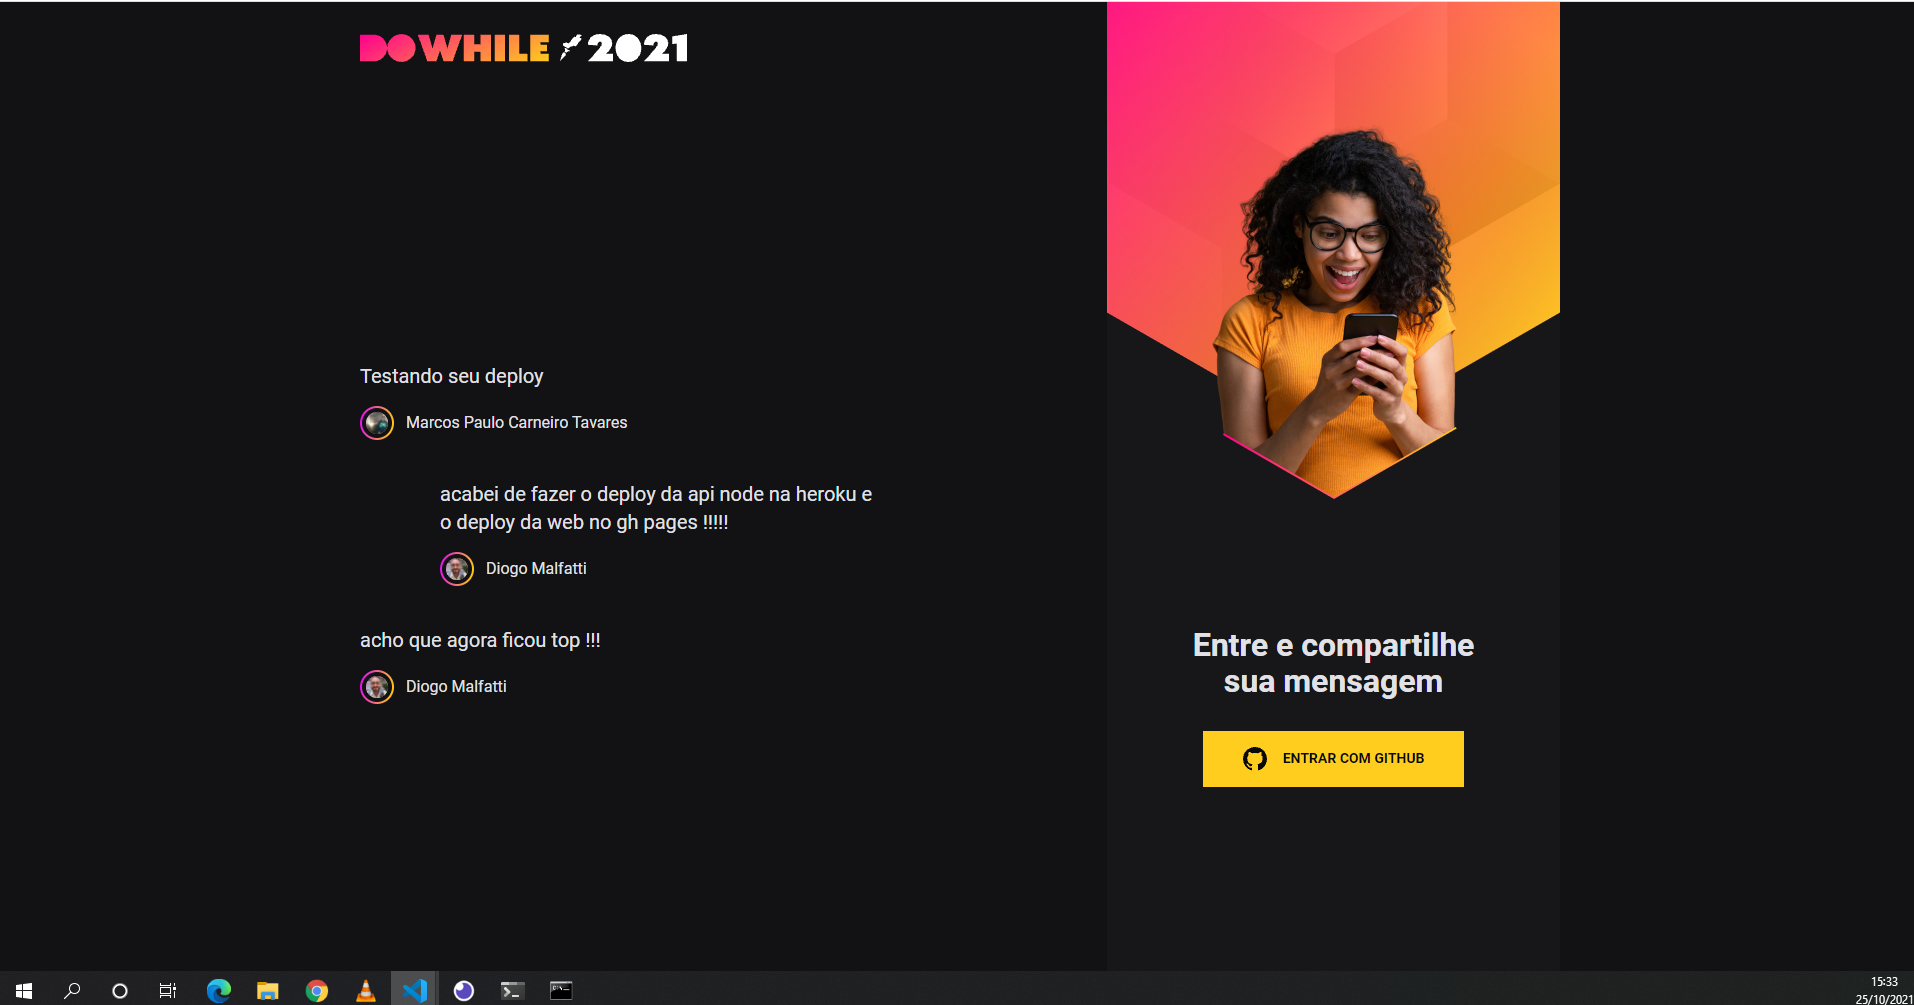 DOWHILE 2021
Testando seu deploy
Marcos Paulo Carneiro Tavares
acabei de fazer o deploy da api node na heroku e
o deploy da web no gh pages !!!!!
Diogo Malfatti
acho que agora ficou top !!!
Diogo Malfatti
Entre e compartilhe
sua mensagem
ENTRAR COM GITHUB
15:33
25/10/2021